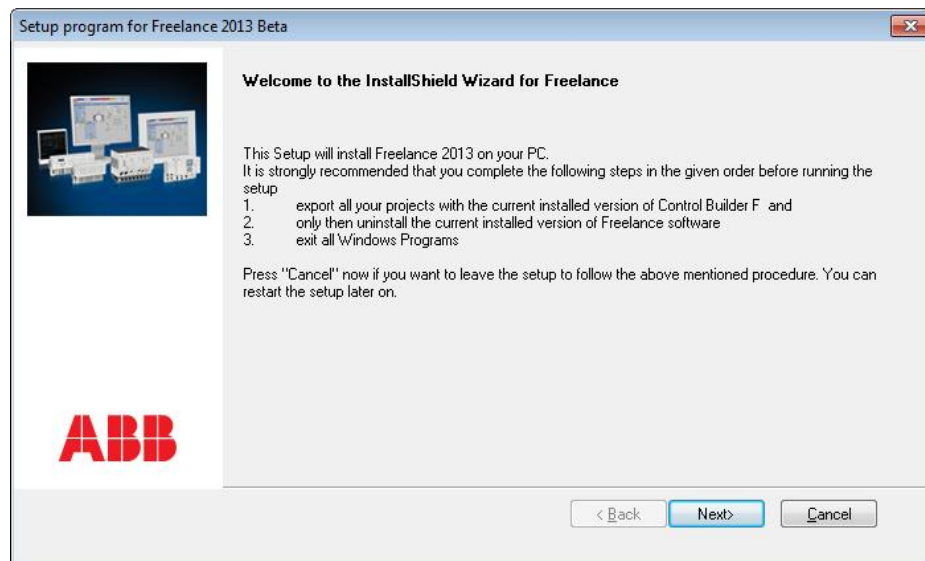 Setup program for Freelance 2013 Beta
Welcome to the InstallShield Wizard for Freelance
This Setup will install Freelance 2013 on your PC.
It is strongly recommended that you complete the following steps in the given order before running the
setup
1. export all your projects with the current installed version of Control Builder F and
2. only then uninstall the current installed version of Freelance software
3. exit all Windows Programs
Press "Cancel" now if you want to leave the setup to follow the above mentioned procedure. You can
restart the setup later on.
ABB
< Back Next> Cancel